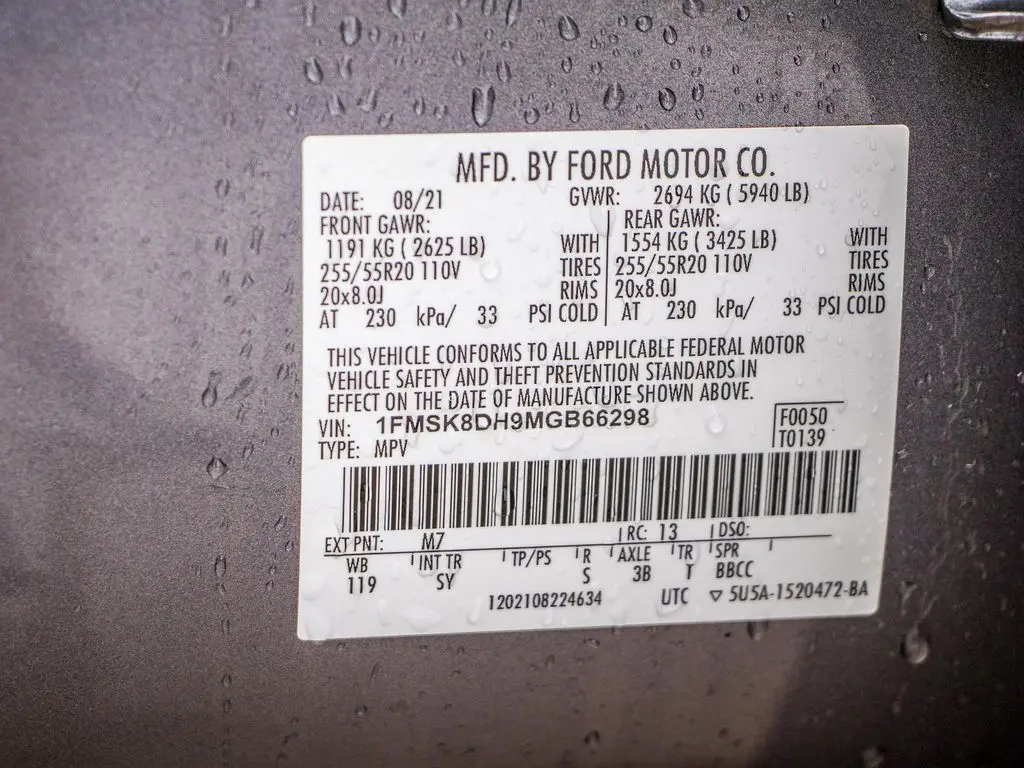 MFD. BY FORD MOTOR CO.
DATE: 08/21 GVWR: 2694 KG ( 5940 LB)
FRONT GAWR: REAR GAWR:
1191 KG ( 2625 LB) WITH 1554 KG ( 3425 LB) WITH
255/55R20 110V TIRES 255/55R20 110V TIRES
20x8.0J RIMS 20x8.0J RIMS
AT 230 kPa/ 33 PSI COLD AT 230 kPa/ 33 PSI COLD
THIS VEHICLE CONFORMS TO ALL APPLICABLE FEDERAL MOTOR
VEHICLE SAFETY AND THEFT PREVENTION STANDARDS IN
EFFECT ON THE DATE OF MANUFACTURE SHOWN ABOVE.
VIN: 1FMSK8DH9MGB66298 F0050
TYPE: MPV T0139
EXT PNT: M7 RC: 13 DSO:
WB INT TR TP/PS R AXLE TR SPR
119 SY S 3B T BBCC
1202108224634 UTC ▽ 5U5A-1520472-BA